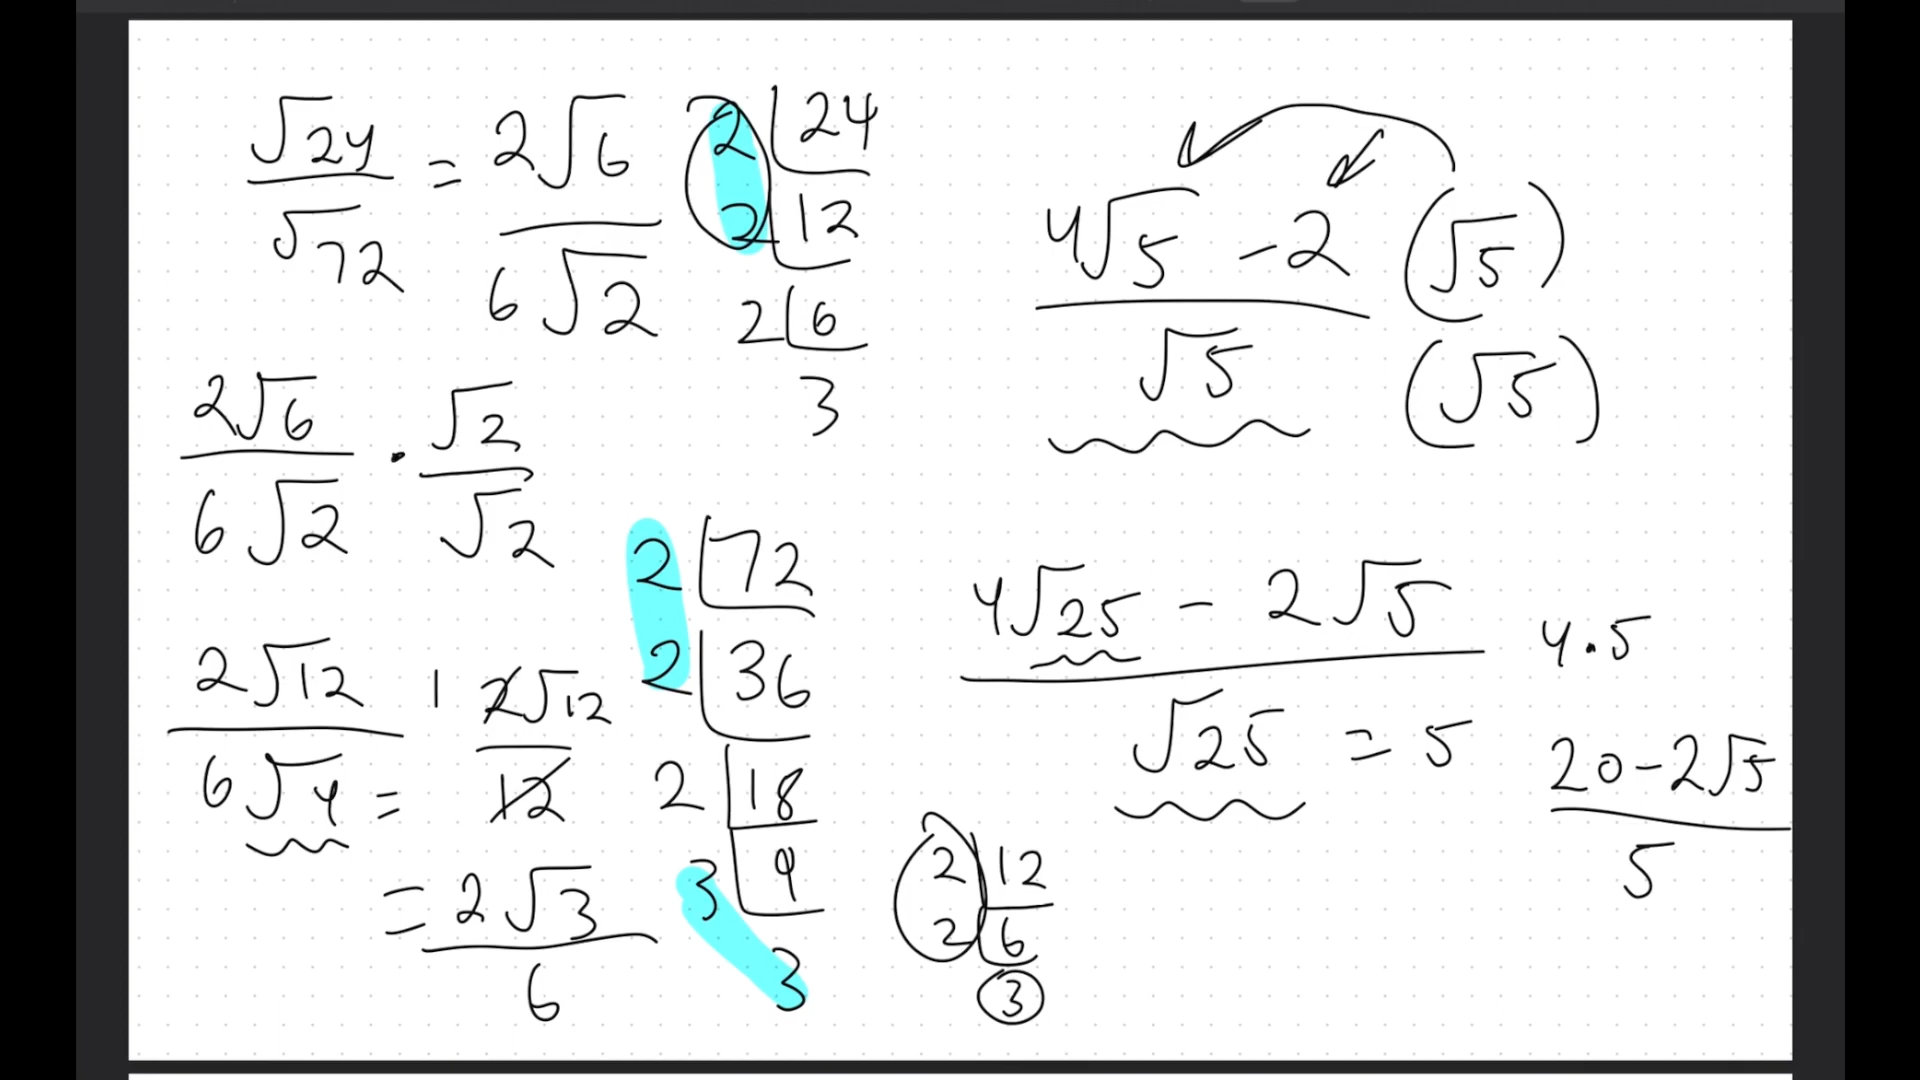 √24 / √72 = 2√6 / 6√2
2 24
2 12
2 6
3
2√6 / 6√2 · √2 / √2
2 72
2 36
2 18
3 9
3
2√12 / 6√4 = 1 2√12 / 12
= 2√3 / 6
2 12
2 6
3
4√5 - 2 (√5)
√5 (√5)
4√25 - 2√5
√25 = 5
4·5
20 - 2√5
5